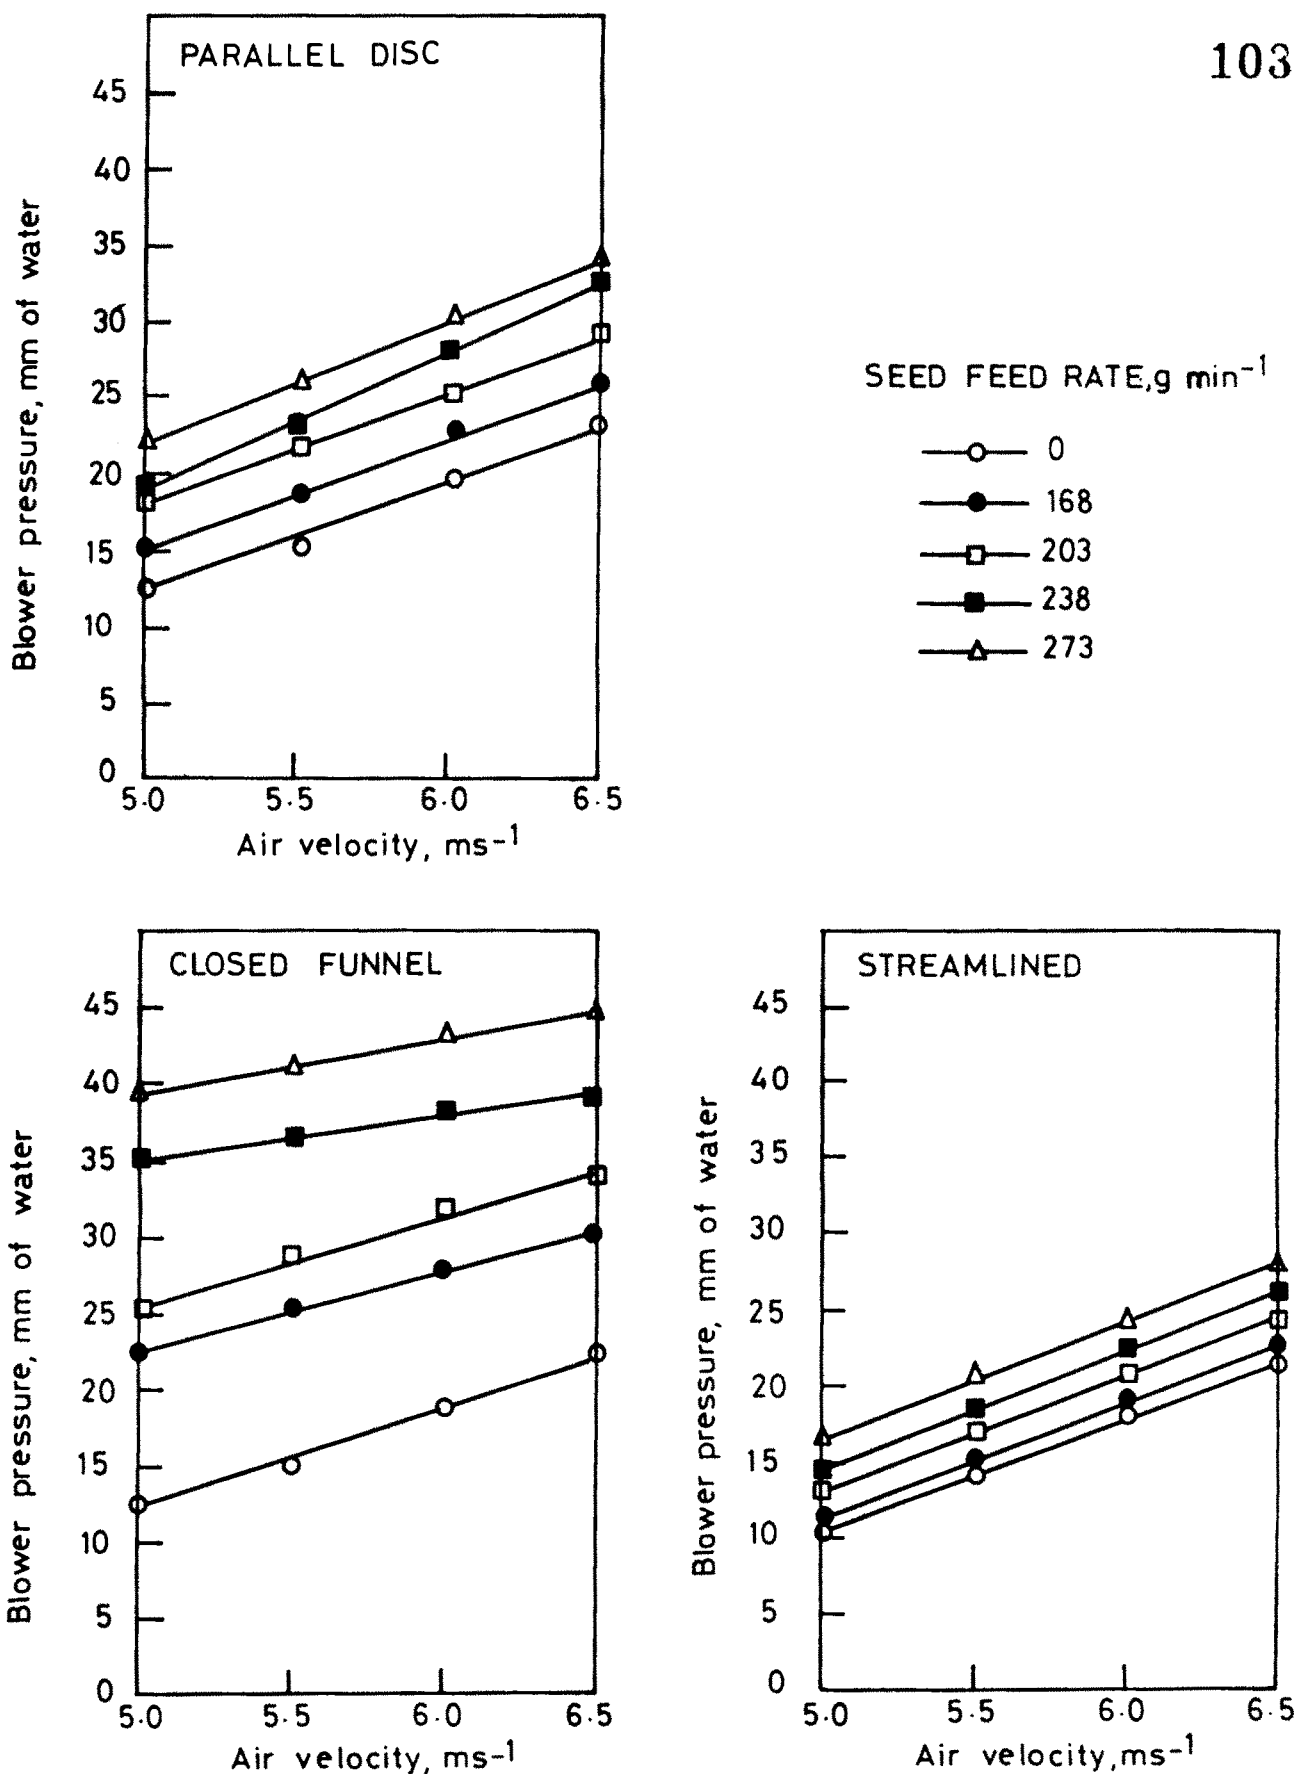 103
PARALLEL DISC
45
40
35
30
25
20
15
10
5
0
5.0 5.5 6.0 6.5
Air velocity, ms-1
Blower pressure, mm of water
SEED FEED RATE,g min-1
0
168
203
238
273
CLOSED FUNNEL
45
40
35
30
25
20
15
10
5
0
5.0 5.5 6.0 6.5
Air velocity, ms-1
Blower pressure, mm of water
STREAMLINED
45
40
35
30
25
20
15
10
5
0
5.0 5.5 6.0 6.5
Air velocity,ms-1
Blower pressure, mm of water